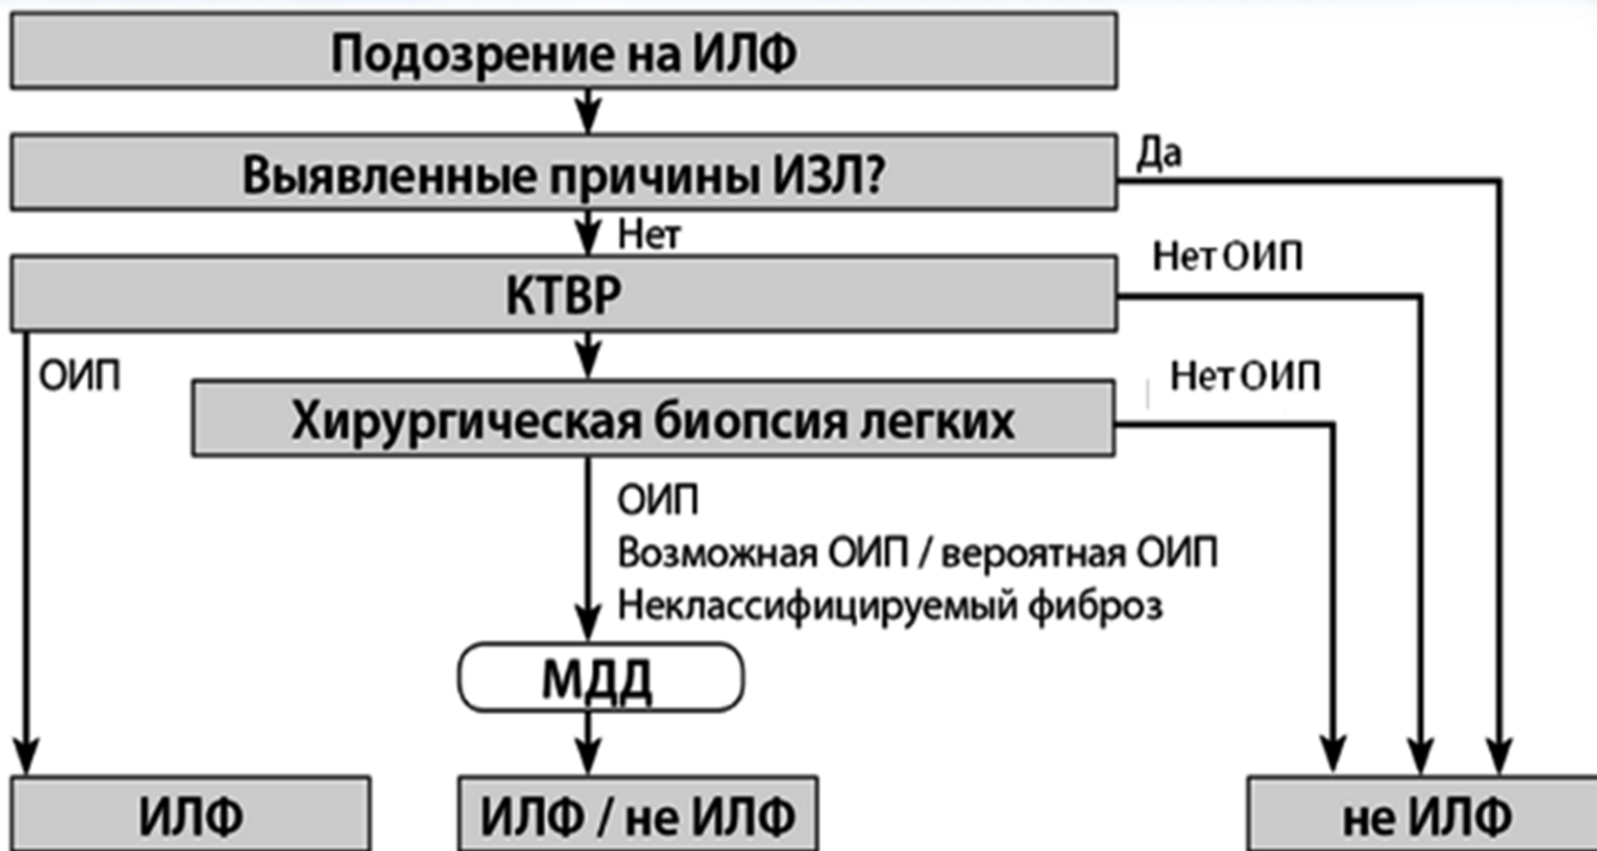 Подозрение на ИЛФ
Выявленные причины ИЗЛ?
Да
Нет
КТВР
Нет ОИП
ОИП
Хирургическая биопсия легких
Нет ОИП
ОИП
Возможная ОИП / вероятная ОИП
Неклассифицируемый фиброз
МДД
ИЛФ
ИЛФ / не ИЛФ
не ИЛФ